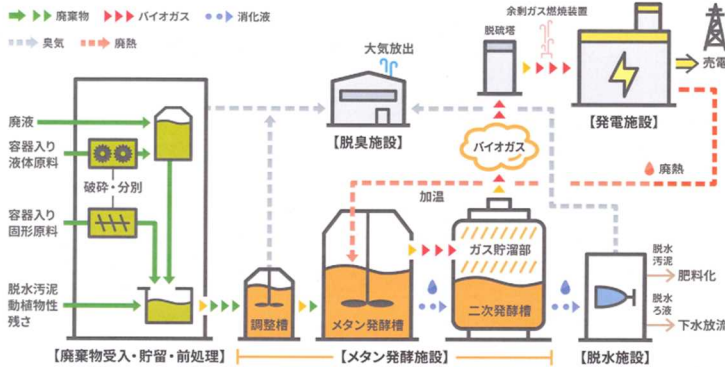 廃棄物
バイオガス
消化液
臭気
廃熱
大気放出
脱硫塔
余剰ガス燃焼装置
売電
【発電施設】
【脱臭施設】
廃液
容器入り
液体原料
破砕・分別
容器入り
固形原料
脱水汚泥
動植物性
残さ
バイオガス
廃熱
加温
ガス貯溜部
調整槽
メタン発酵槽
二次発酵槽
脱水
汚泥
肥料化
脱水
ろ液
下水放流
【廃棄物受入・貯留・前処理】
【メタン発酵施設】
【脱水施設】